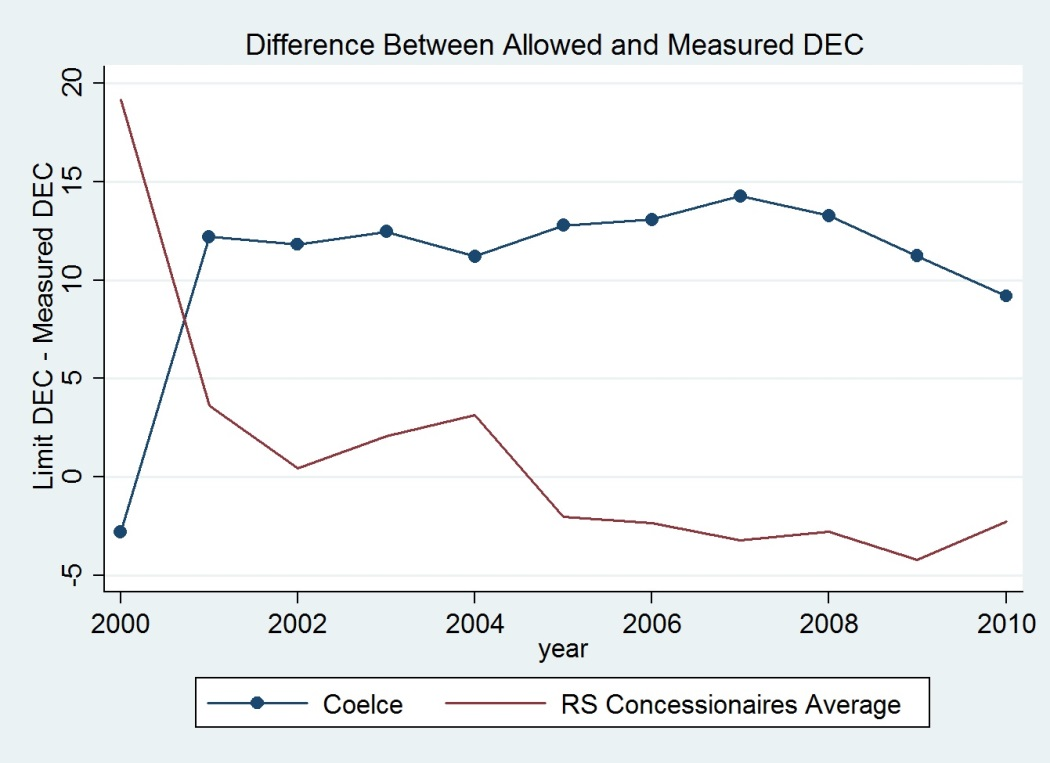 Difference Between Allowed and Measured DEC
Limit DEC - Measured DEC
20
15
10
5
0
-5
2000 2002 2004 2006 2008 2010
year
Coelce RS Concessionaires Average